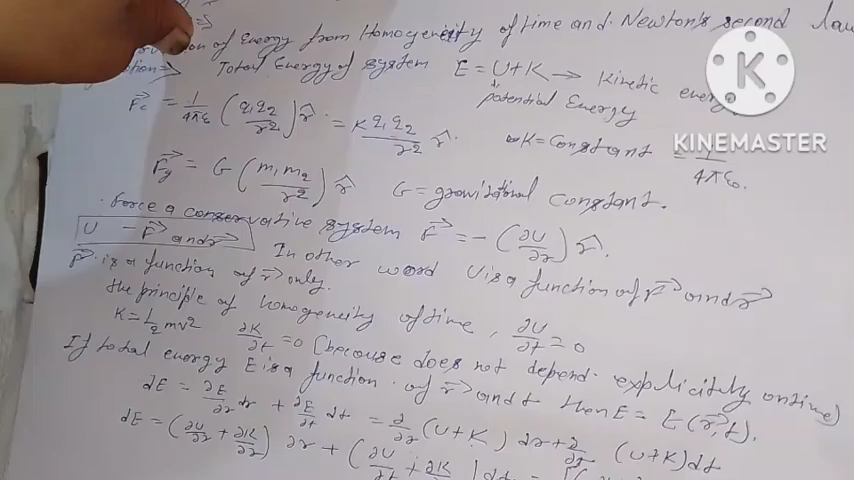 of Energy from Homogeneity of time and Newton's second law
Total Energy of system E = U+K → Kinetic energy
potential Energy
K
KINEMASTER
F⃗c = 1/4πε₀ (q₁q₂/r²) r̂ = K q₁q₂/r² r̂.
K = Constant = 1/4πε₀.
F⃗g = G (m₁m₂/r²) r̂ G = gravitational constant.
force a conservative system F⃗ = -(∂U/∂r) r̂.
U - F⃗ and r⃗ In other word U is a function of F⃗ and r⃗
F⃗ is a function of r⃗ only.
the principle of homogeneity of time, ∂U/∂t = 0
K = 1/2 mv² ∂K/∂t = 0 (because does not depend explicitly on time)
If total energy E is a function of r⃗ and t then E = E(r⃗,t).
dE = ∂E/∂r dr + ∂E/∂t dt = ∂/∂r (U+K) dr + ∂/∂t (U+K) dt
dE = (∂U/∂r + ∂K/∂r) dr + (∂U/∂t + ∂K/∂t) dt =